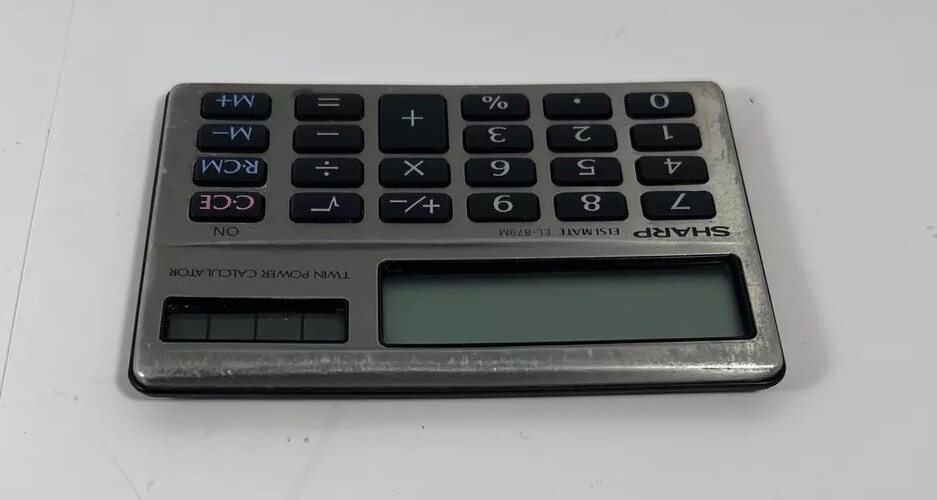 SHARP ELSI MATE EL-879M
TWIN POWER CALCULATOR
ON
7 8 9 +/− √ C·CE
4 5 6 × ÷ R·CM
1 2 3 + − M−
0 · % = M+